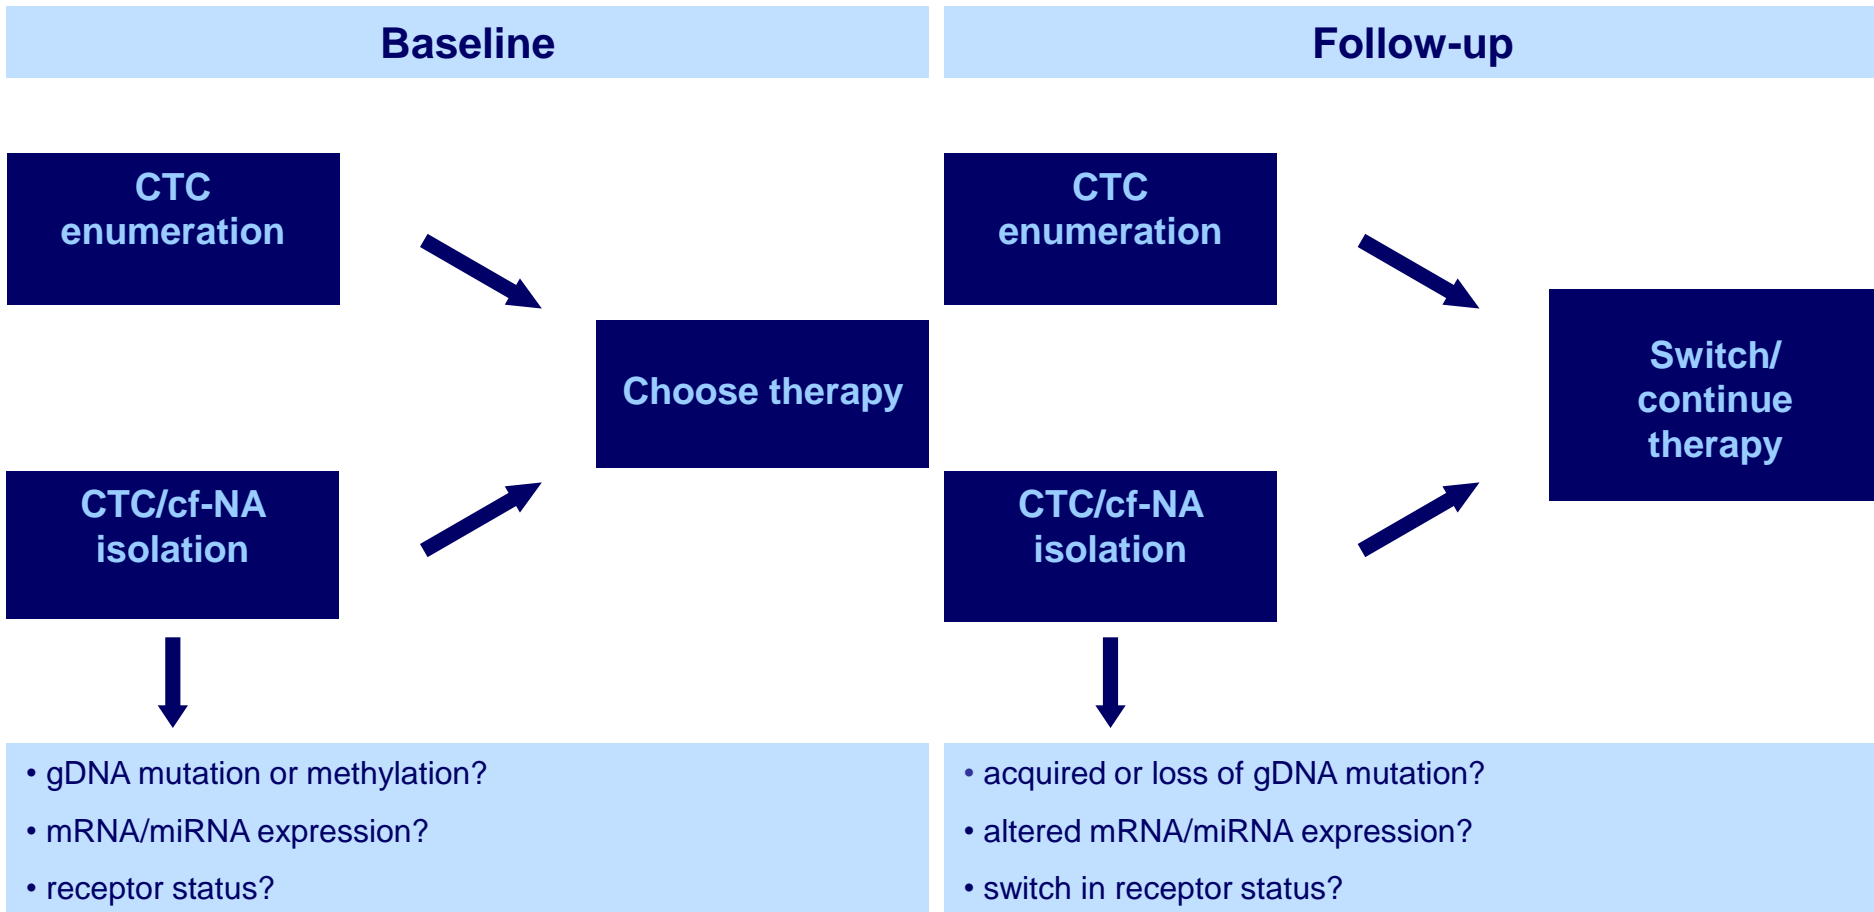 Baseline
Follow-up
CTC
enumeration
CTC
enumeration
Choose therapy
Switch/
continue
therapy
CTC/cf-NA
isolation
CTC/cf-NA
isolation
• gDNA mutation or methylation?
• mRNA/miRNA expression?
• receptor status?
• acquired or loss of gDNA mutation?
• altered mRNA/miRNA expression?
• switch in receptor status?